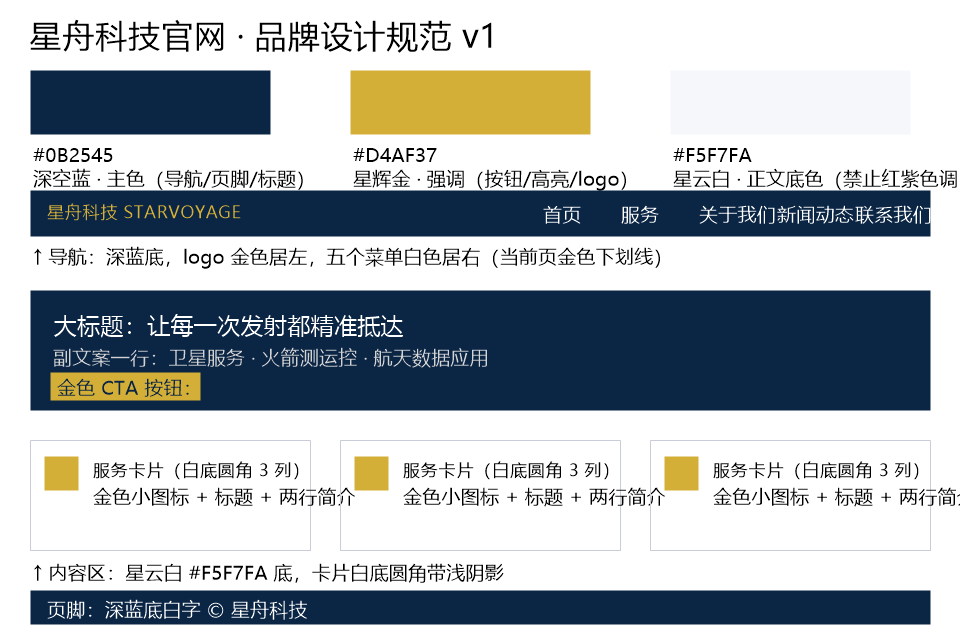 星舟科技官网 · 品牌设计规范 v1
#0B2545
深空蓝 · 主色（导航/页脚/标题）
#D4AF37
星辉金 · 强调（按钮/高亮/logo）
#F5F7FA
星云白 · 正文底色（禁止红紫色调
星舟科技 STARVOYAGE
首页 服务 关于我们 新闻动态 联系我们
↑ 导航：深蓝底，logo 金色居左，五个菜单白色居右（当前页金色下划线）
大标题：让每一次发射都精准抵达
副文案一行：卫星服务 · 火箭测运控 · 航天数据应用
金色 CTA 按钮：
服务卡片（白底圆角 3 列）
金色小图标 + 标题 + 两行简介
服务卡片（白底圆角 3 列）
金色小图标 + 标题 + 两行简介
服务卡片（白底圆角 3 列）
金色小图标 + 标题 + 两行简
↑ 内容区：星云白 #F5F7FA 底，卡片白底圆角带浅阴影
页脚：深蓝底白字 © 星舟科技